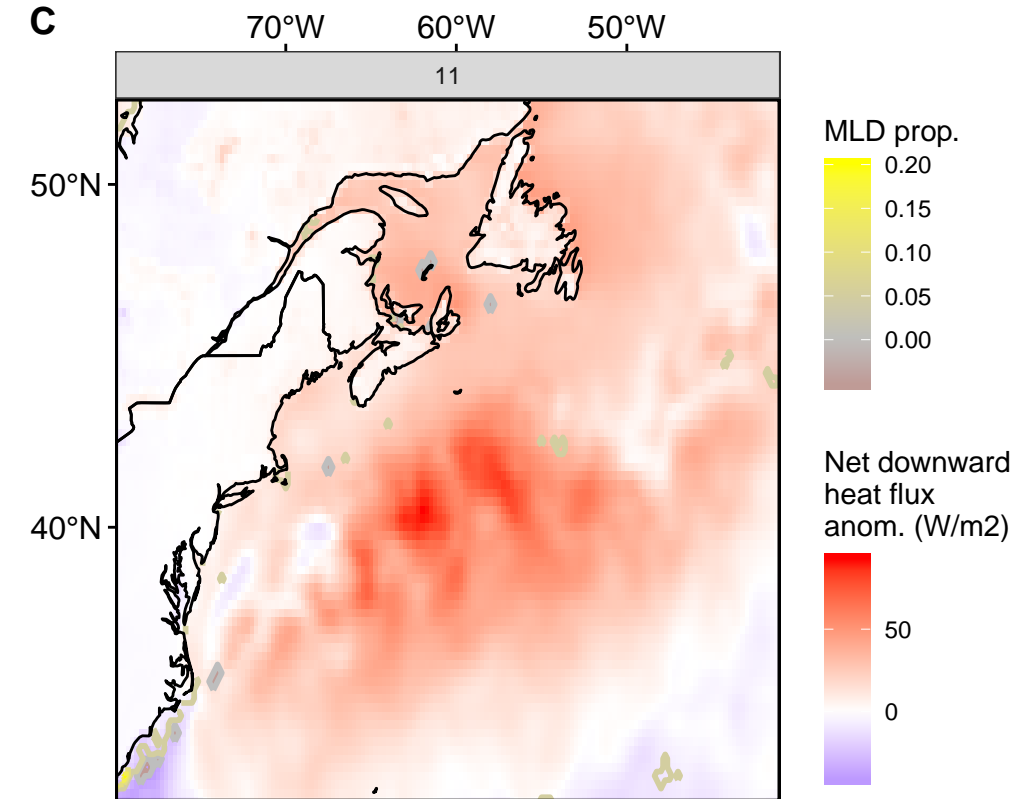 C
70°W 60°W 50°W
11
50°N
40°N
MLD prop.
0.20
0.15
0.10
0.05
0.00
Net downward
heat flux
anom. (W/m2)
50
0